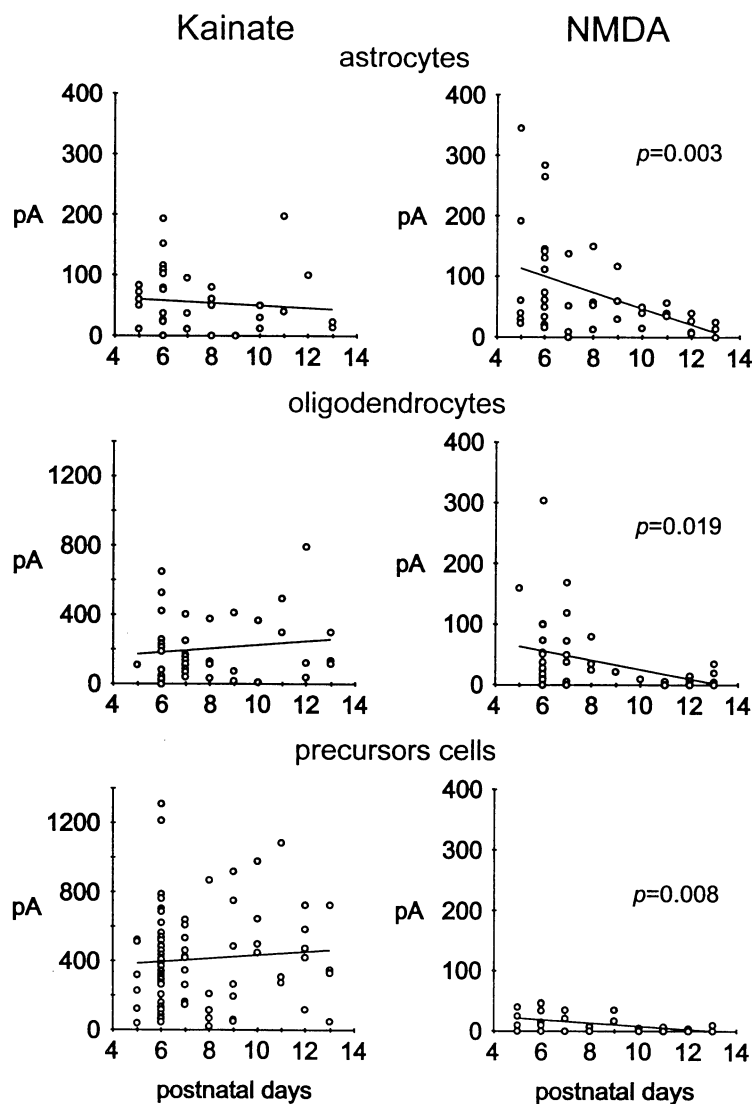 Kainate NMDA
astrocytes
400 400
300 300
p=0.003
pA 200 pA 200
100 100
0 0
4 6 8 10 12 14 4 6 8 10 12 14
oligodendrocytes
1200 400
300
p=0.019
pA 800 pA 200
400 100
0 0
4 6 8 10 12 14 4 6 8 10 12 14
precursors cells
1200 400
300
p=0.008
pA 800 pA 200
400 100
0 0
4 6 8 10 12 14 4 6 8 10 12 14
postnatal days postnatal days